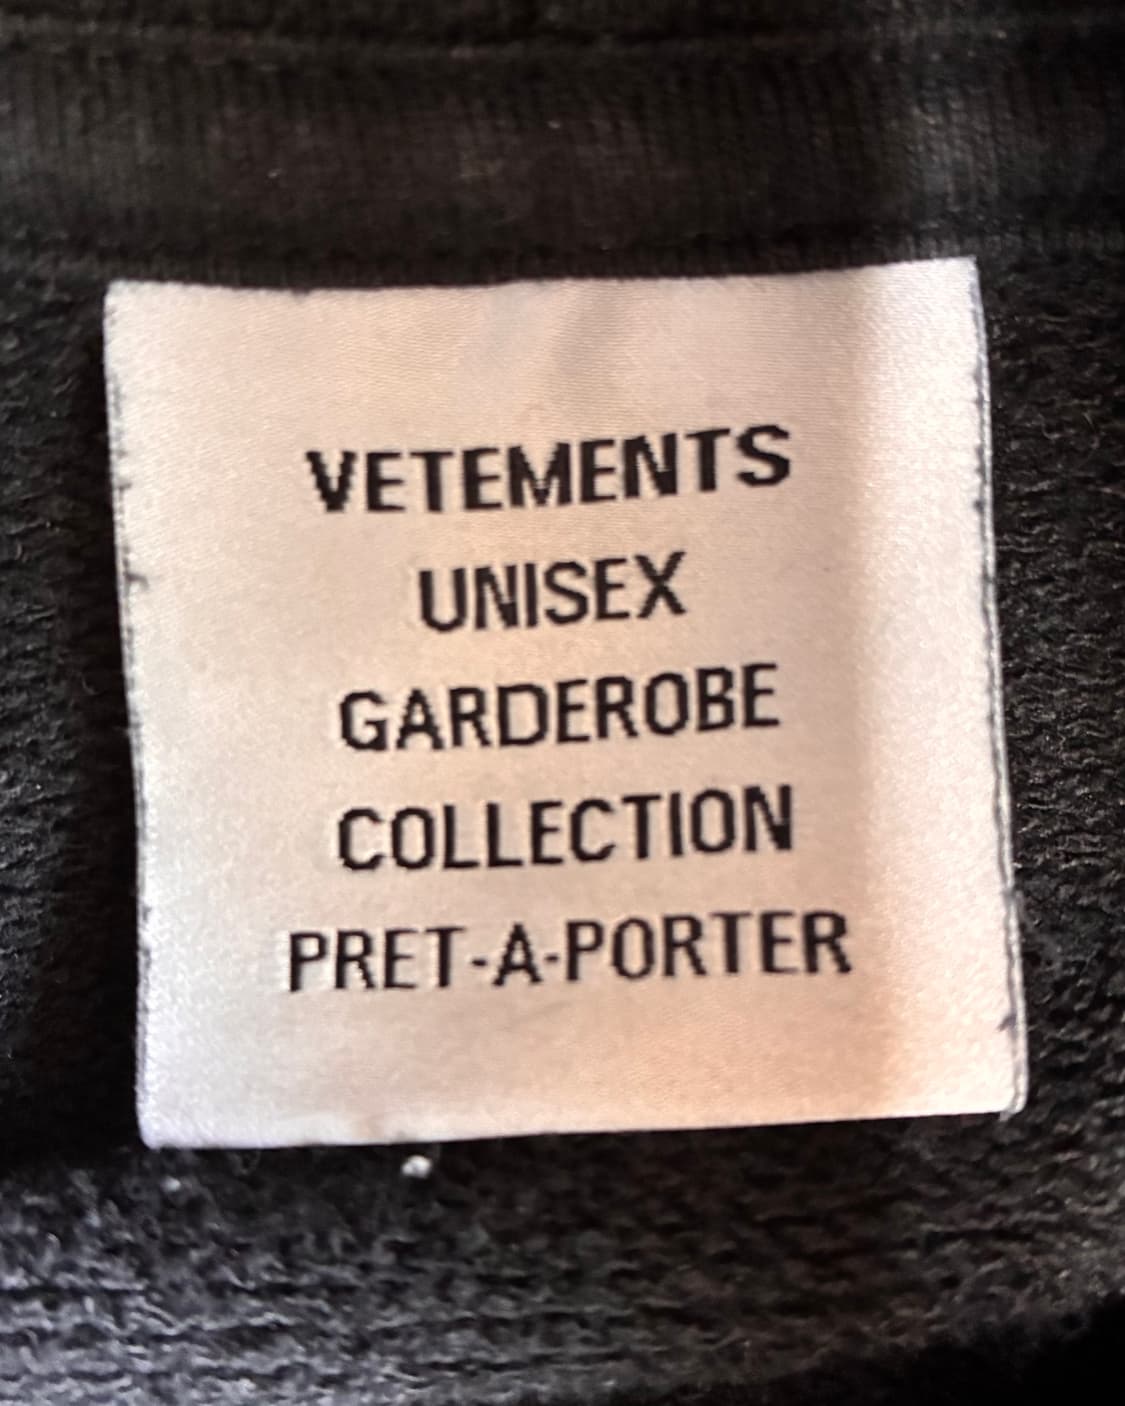 VETEMENTS
UNISEX
GARDEROBE
COLLECTION
PRET-A-PORTER